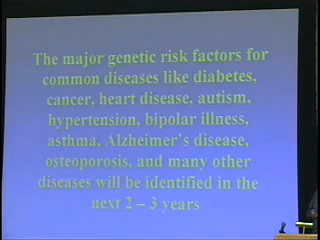 The major genetic risk factors for
common diseases like diabetes,
cancer, heart disease, autism,
hypertension, bipolar illness,
asthma, Alzheimer's disease,
osteoporosis, and many other
diseases will be identified in the
next 2 – 3 years